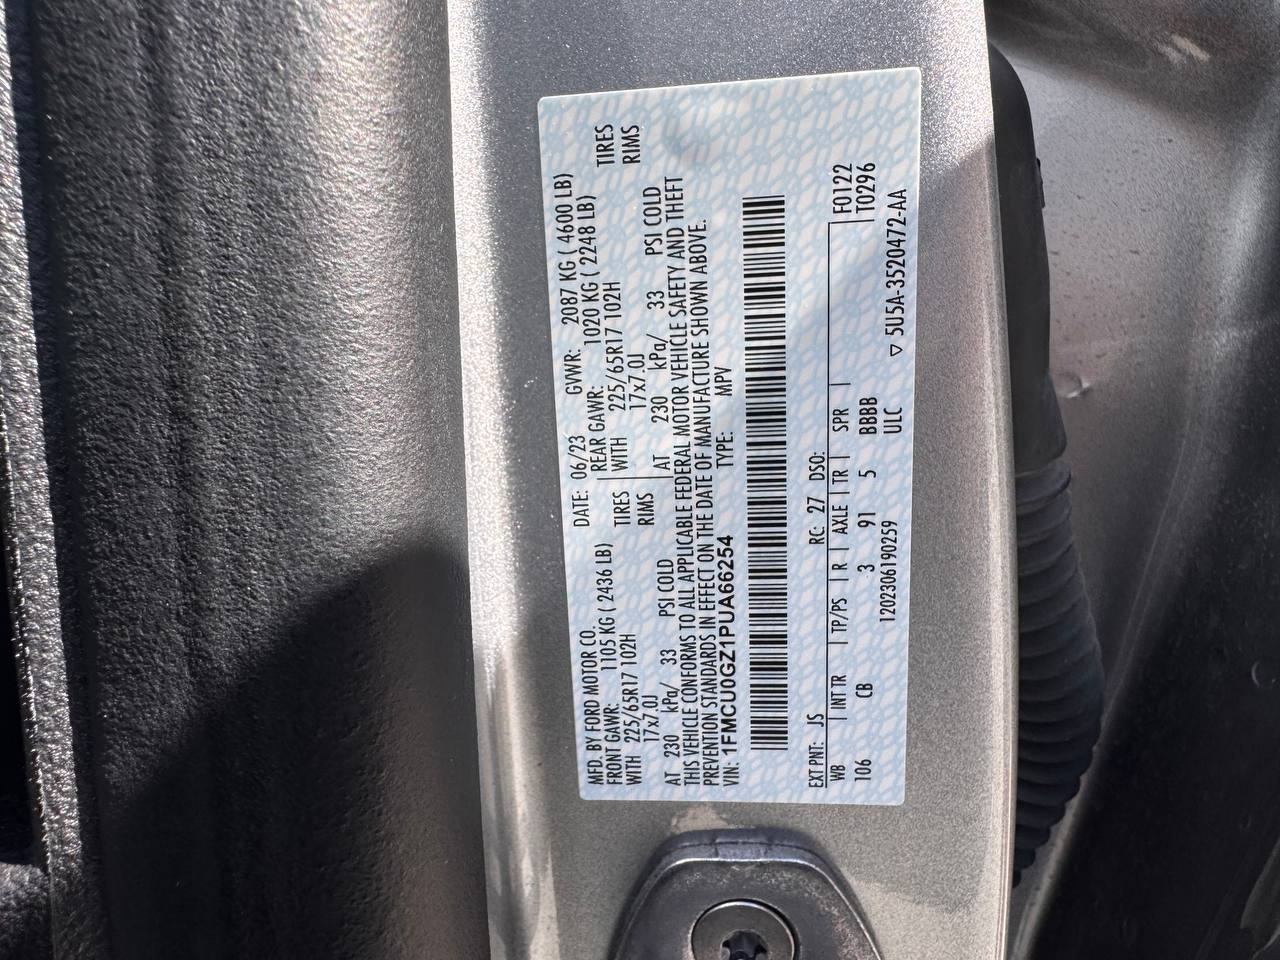 MFD. BY FORD MOTOR CO. DATE: 06/23 GVWR: 2087 KG ( 4600 LB)
FRONT GAWR: 1105 KG ( 2436 LB) REAR GAWR: 1020 KG ( 2248 LB)
WITH 225/65R17 102H TIRES WITH 225/65R17 102H TIRES
17x7.0J RIMS 17x7.0J RIMS
AT 230 kPa/ 33 PSI COLD AT 230 kPa/ 33 PSI COLD
THIS VEHICLE CONFORMS TO ALL APPLICABLE FEDERAL MOTOR VEHICLE SAFETY AND THEFT
PREVENTION STANDARDS IN EFFECT ON THE DATE OF MANUFACTURE SHOWN ABOVE.
VIN: 1FMCU0GZ1PUA66254 TYPE: MPV
EXT PNT: JS RC: 27 DSO:
WB INT TR TP/PS R AXLE TR SPR F0122
106 CB 3 91 5 BBBB T0296
1202306190259 ULC
▽ 5U5A-3520472-AA